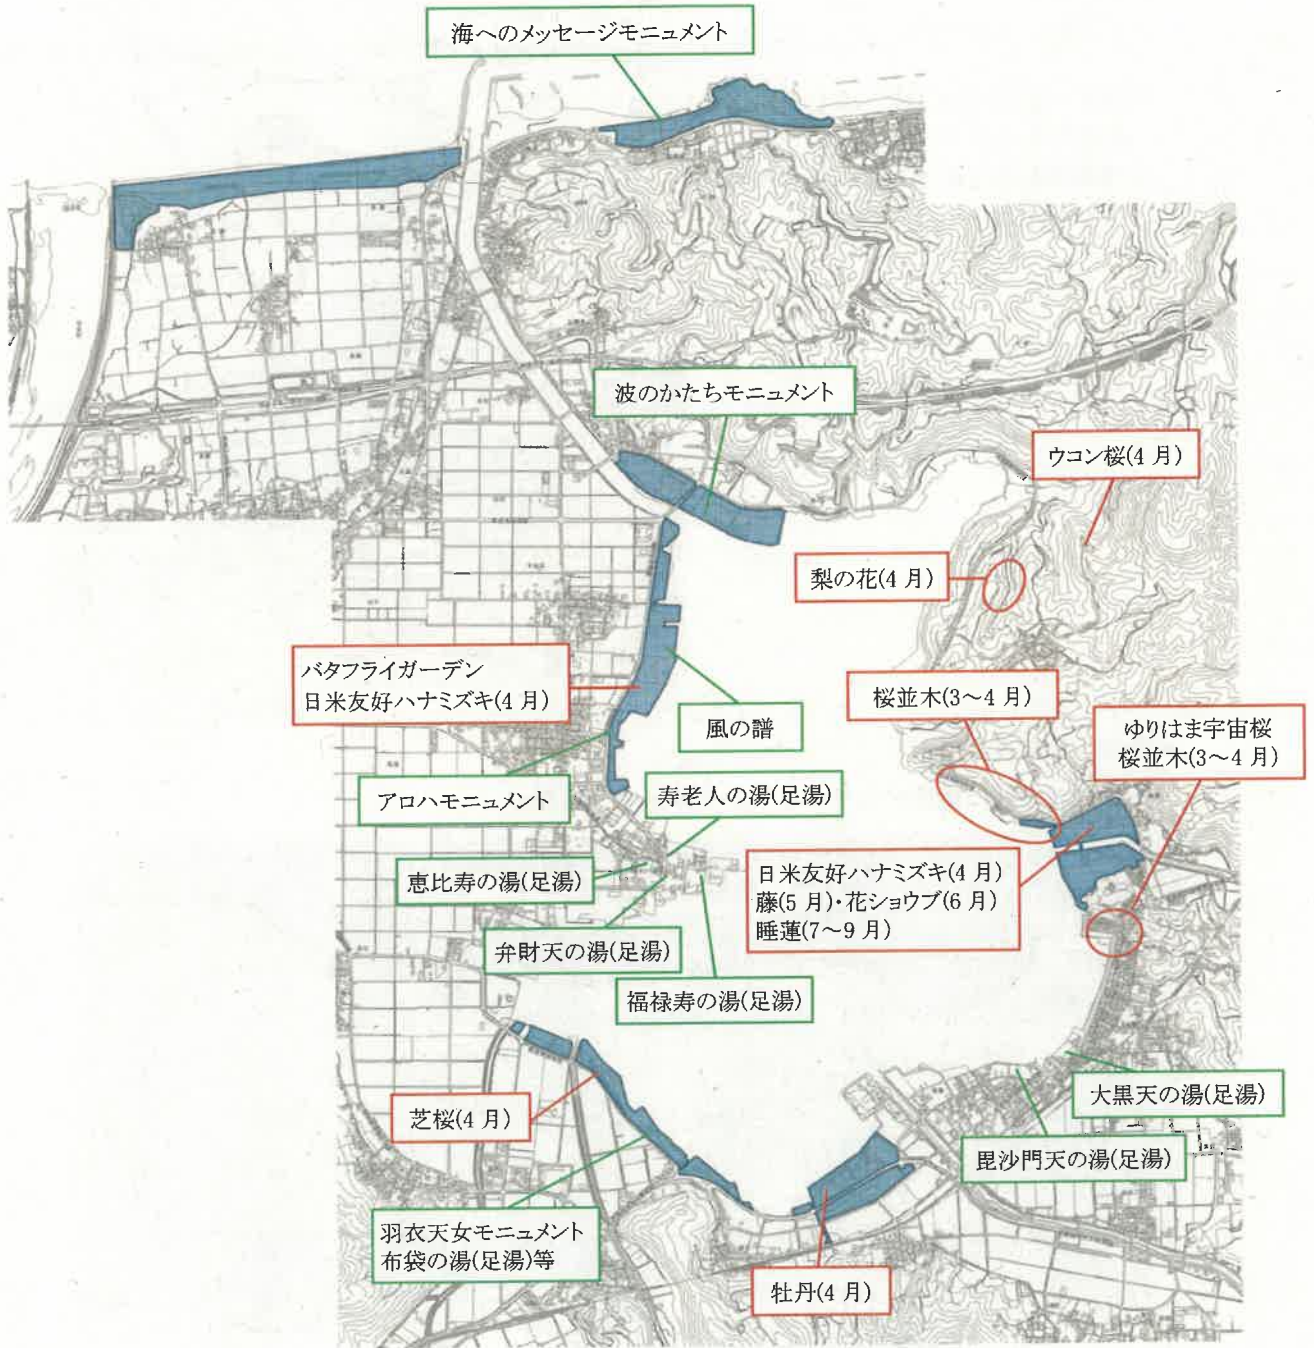 海へのメッセージモニュメント
波のかたちモニュメント
ウコン桜(4月)
梨の花(4月)
バタフライガーデン
日米友好ハナミズキ(4月)
桜並木(3～4月)
風の譜
ゆりはま宇宙桜
桜並木(3～4月)
アロハモニュメント
寿老人の湯(足湯)
恵比寿の湯(足湯)
日米友好ハナミズキ(4月)
藤(5月)・花ショウブ(6月)
睡蓮(7～9月)
弁財天の湯(足湯)
福禄寿の湯(足湯)
大黒天の湯(足湯)
芝桜(4月)
毘沙門天の湯(足湯)
羽衣天女モニュメント
布袋の湯(足湯)等
牡丹(4月)